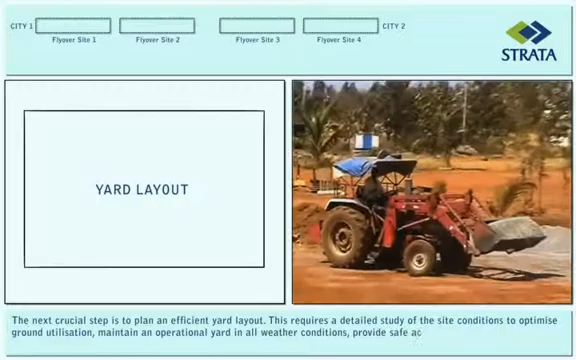 CITY 1
CITY 2
Flyover Site 1
Flyover Site 2
Flyover Site 3
Flyover Site 4
STRATA
YARD LAYOUT
The next crucial step is to plan an efficient yard layout. This requires a detailed study of the site conditions to optimise
ground utilisation, maintain an operational yard in all weather conditions, provide safe ac